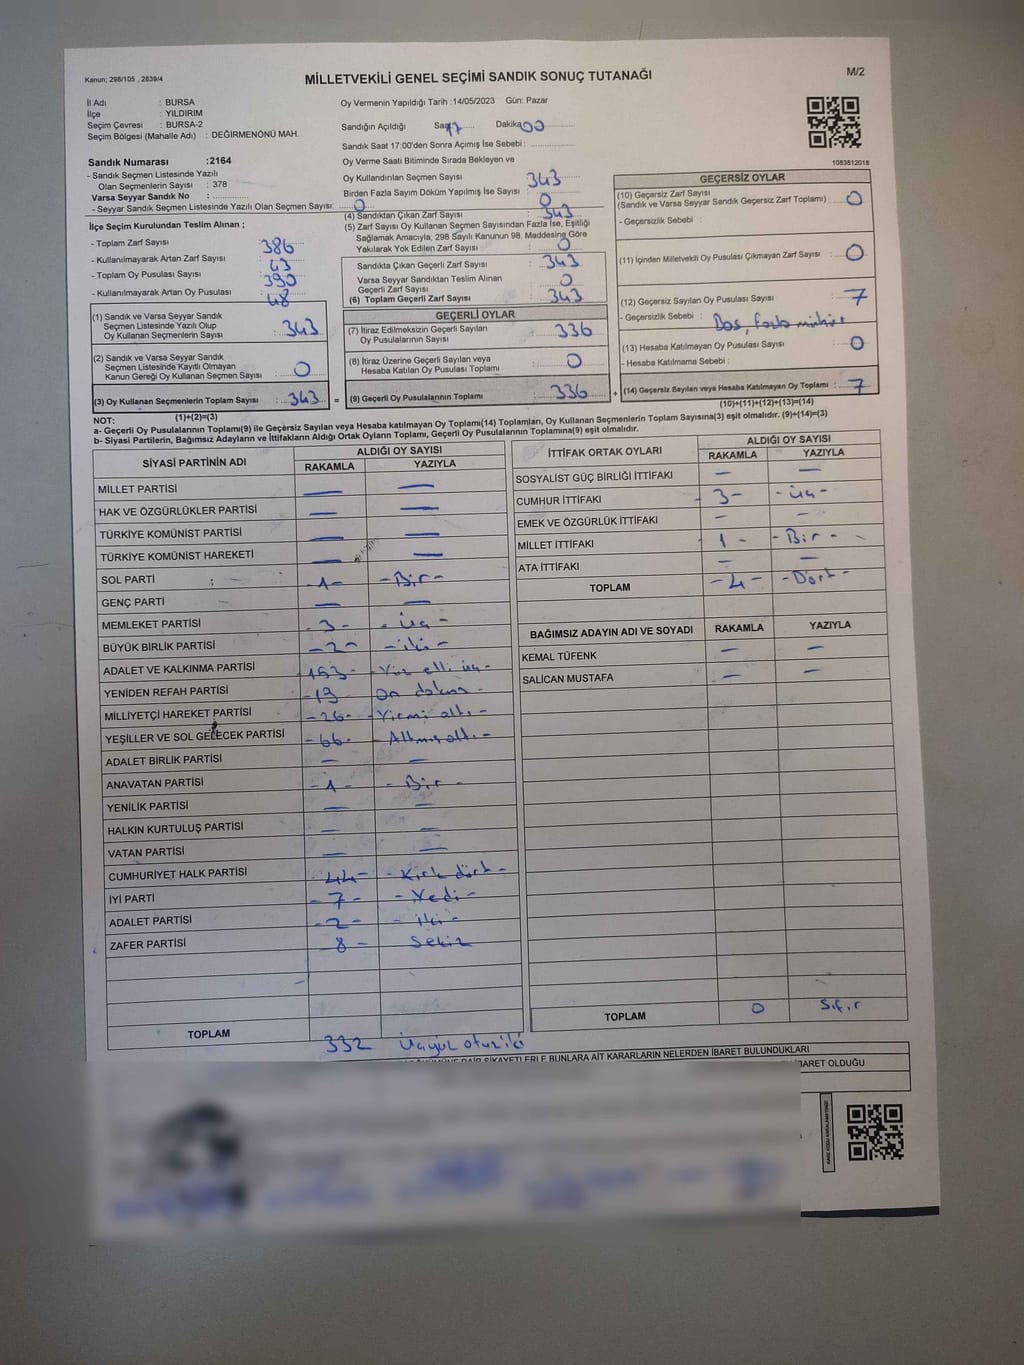 Kanun; 298/105 , 2839/4
MİLLETVEKİLİ GENEL SEÇİMİ SANDIK SONUÇ TUTANAĞI
M/2
İl Adı : BURSA
İlçe : YILDIRIM
Seçim Çevresi : BURSA-2
Seçim Bölgesi (Mahalle Adı) : DEĞİRMENÖNÜ MAH.
Oy Vermenin Yapıldığı Tarih :14/05/2023 Gün: Pazar
Sandığın Açıldığı Saat 17 Dakika 00
Sandık Saat 17:00'den Sonra Açımış İse Sebebi :
Sandık Numarası :2164
- Sandık Seçmen Listesinde Yazılı
Olan Seçmenlerin Sayısı : 378
Varsa Seyyar Sandık No :
- Seyyar Sandık Seçmen Listesinde Yazılı Olan Seçmen Sayısı: 0
İlçe Seçim Kurulundan Teslim Alınan ;
- Toplam Zarf Sayısı 386
- Kullanılmayarak Artan Zarf Sayısı : 43
- Toplam Oy Pusulası Sayısı : 390
- Kullanılmayarak Artan Oy Pusulası : 48
(1) Sandık ve Varsa Seyyar Sandık
Seçmen Listesinde Yazılı Olup
Oy Kullanan Seçmenlerin Sayısı : 343
(2) Sandık ve Varsa Seyyar Sandık
Seçmen Listesinde Kayıtlı Olmayan
Kanun Gereği Oy Kullanan Seçmen Sayısı : 0
(3) Oy Kullanan Seçmenlerin Toplam Sayısı : 343 =
(1)+(2)=(3)
Oy Verme Saati Bitiminde Sırada Bekleyen ve
Oy Kullandırılan Seçmen Sayısı : 343
Birden Fazla Sayım Döküm Yapılmış İse Sayısı : 0
(4) Sandıktan Çıkan Zarf Sayısı : 343
(5) Zarf Sayısı Oy Kullanan Seçmen Sayısından Fazla İse, Eşitliği
Sağlamak Amacıyla; 298 Sayılı Kanunun 98. Maddesine Göre
Yakılarak Yok Edilen Zarf Sayısı : 0
Sandıkta Çıkan Geçerli Zarf Sayısı : 343
Varsa Seyyar Sandıktan Teslim Alınan
Geçerli Zarf Sayısı : 0
(6) Toplam Geçerli Zarf Sayısı : 343
GEÇERLİ OYLAR
(7) İtiraz Edilmeksizin Geçerli Sayılan
Oy Pusulasının Sayısı : 336
(8) İtiraz Üzerine Geçerli Sayılan veya
Hesaba Katılan Oy Pusulası Toplamı : 0
(9) Geçerli Oy Pusulalarının Toplamı : 336 +
1083812018
GEÇERSİZ OYLAR
(10) Geçersiz Zarf Sayısı
(Sandık ve Varsa Seyyar Sandık Geçersiz Zarf Toplamı) : 0
- Geçersizlik Sebebi :
(11) İçinden Milletvekili Oy Pusulası Çıkmayan Zarf Sayısı : 0
(12) Geçersiz Sayılan Oy Pusulası Sayısı : 7
- Geçersizlik Sebebi : Boş, fazla mühür
(13) Hesaba Katılmayan Oy Pusulası Sayısı : 0
- Hesaba Katılmama Sebebi :
(14) Geçersiz Sayılan veya Hesaba Katılmayan Oy Toplamı : 7
(10)+(11)+(12)+(13)=(14)
NOT:
a- Geçerli Oy Pusulalarının Toplamı(9) ile Geçersiz Sayılan veya Hesaba katılmayan Oy Toplamı(14) Toplamları, Oy Kullanan Seçmenlerin Toplam Sayısına(3) eşit olmalıdır. (9)+(14)=(3)
b- Siyasi Partilerin, Bağımsız Adayların ve İttifakların Aldığı Ortak Oyların Toplamı, Geçerli Oy Pusulalarının Toplamına(9) eşit olmalıdır.
SİYASİ PARTİNİN ADI ALDIĞI OY SAYISI
RAKAMLA YAZIYLA
MİLLET PARTİSİ — —
HAK VE ÖZGÜRLÜKLER PARTİSİ — —
TÜRKİYE KOMÜNİST PARTİSİ — —
TÜRKİYE KOMÜNİST HAREKETİ — —
SOL PARTİ -1- -Bir-
GENÇ PARTİ — —
MEMLEKET PARTİSİ -3- -üç-
BÜYÜK BİRLİK PARTİSİ -2- -iki-
ADALET VE KALKINMA PARTİSİ -153- -Yüz elli üç-
YENİDEN REFAH PARTİSİ -19- On dokuz -
MİLLİYETÇİ HAREKET PARTİSİ -26- -Yirmi altı-
YEŞİLLER VE SOL GELECEK PARTİSİ -66- -Altmış altı-
ADALET BİRLİK PARTİSİ — —
ANAVATAN PARTİSİ -1- -Bir-
YENİLİK PARTİSİ — —
HALKIN KURTULUŞ PARTİSİ — —
VATAN PARTİSİ — —
CUMHURİYET HALK PARTİSİ -44- -Kırk dört-
İYİ PARTİ -7- -Yedi-
ADALET PARTİSİ -2- -iki-
ZAFER PARTİSİ -8- Sekiz
TOPLAM 332 Üçyüz otuz iki
İTTİFAK ORTAK OYLARI ALDIĞI OY SAYISI
RAKAMLA YAZIYLA
SOSYALİST GÜÇ BİRLİĞİ İTTİFAKI — —
CUMHUR İTTİFAKI -3- -üç-
EMEK VE ÖZGÜRLÜK İTTİFAKI — —
MİLLET İTTİFAKI 1- -Bir-
ATA İTTİFAKI — —
TOPLAM -4- -Dört-
BAĞIMSIZ ADAYIN ADI VE SOYADI RAKAMLA YAZIYLA
KEMAL TÜFENK — —
SALİCAN MUSTAFA — —
TOPLAM 0 Sıfır
DAİR ŞİKAYETLERLE BUNLARA AİT KARARLARIN NELERDEN İBARET BULUNDUKLARI
İBARET OLDUĞU